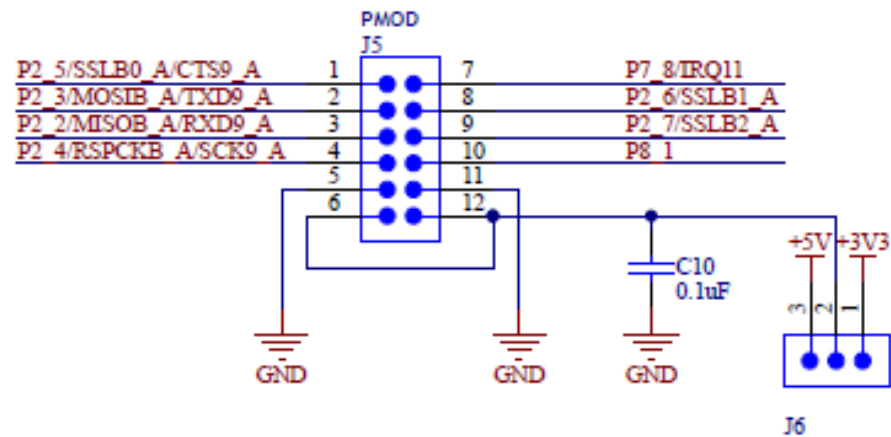 PMOD
J5
P2_5/SSLB0_A/CTS9_A 1 7 P7_8/IRQ11
P2_3/MOSIB_A/TXD9_A 2 8 P2_6/SSLB1_A
P2_2/MISOB_A/RXD9_A 3 9 P2_7/SSLB2_A
P2_4/RSPCKB_A/SCK9_A 4 10 P8_1
5 11
6 12
+5V +3V3
C10
0.1uF
3 2 1
GND GND GND
J6